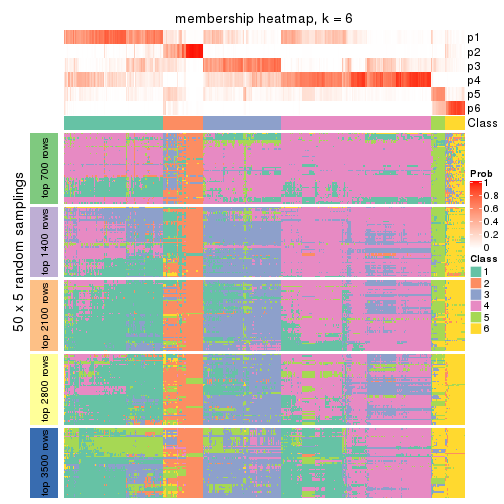 membership heatmap, k = 6
p1
p2
p3
p4
p5
p6
Class
50 x 5 random samplings
top 700 rows
top 1400 rows
top 2100 rows
top 2800 rows
top 3500 rows
Prob
1
0.8
0.6
0.4
0.2
0
Class
1
2
3
4
5
6